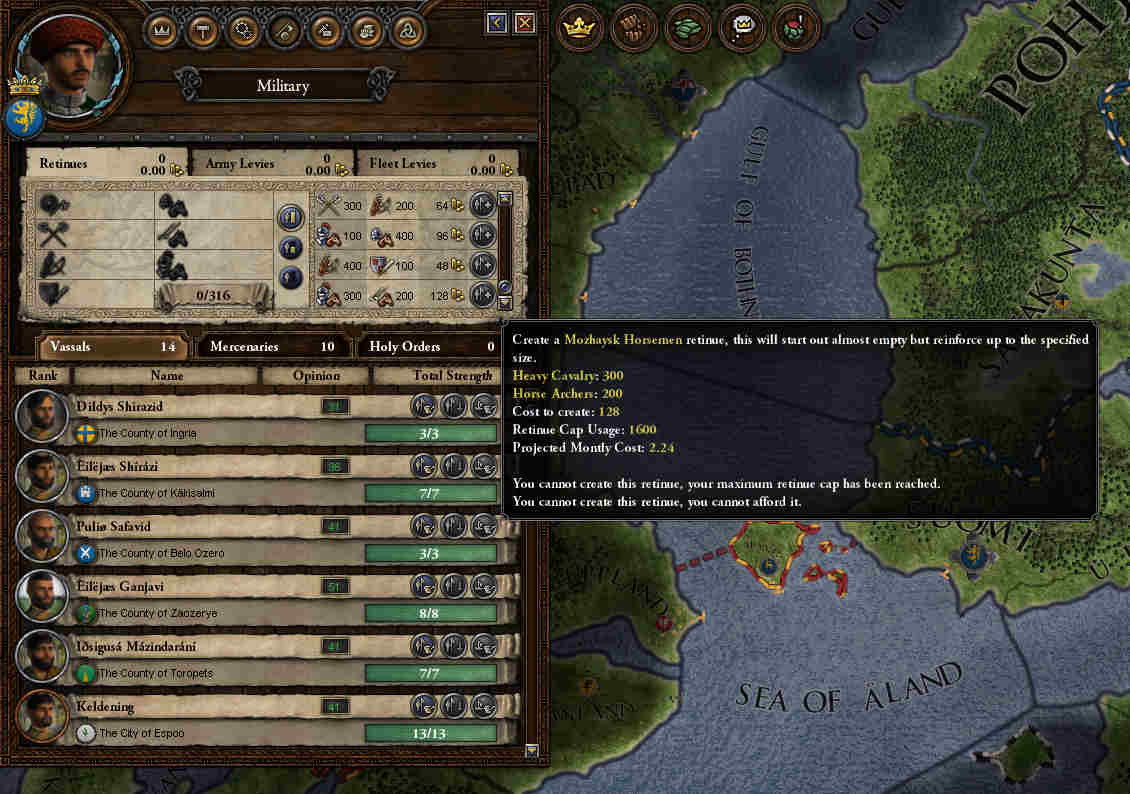 Military
Retinues 0 0.00
Army Levies 0 0.00
Fleet Levies 0 0.00
300 200 64
100 400 96
400 100 48
300 200 128
0/316
Vassals 14
Mercenaries 10
Holy Orders 0
Rank Name Opinion Total Strength
Dildys Shirazid
The County of Ingria 3/3
Eilëjæs Shirázi 36
The County of Käkisalmi 7/7
Puliø Safavid 41
The County of Belo Ozero 3/3
Eilëjæs Ganjavi 51
The County of Zaozerye 8/8
Iðsigusá Mázindaráni 41
The County of Toropets 7/7
Keldening 41
The City of Espoo 13/13
Create a Mozhaysk Horsemen retinue, this will start out almost empty but reinforce up to the specified
size.
Heavy Cavalry: 300
Horse Archers: 200
Cost to create: 128
Retinue Cap Usage: 1600
Projected Montly Cost: 2.24
You cannot create this retinue, your maximum retinue cap has been reached.
You cannot create this retinue, you cannot afford it.
GULF OF
POHJ
SEA OF ÅLAND